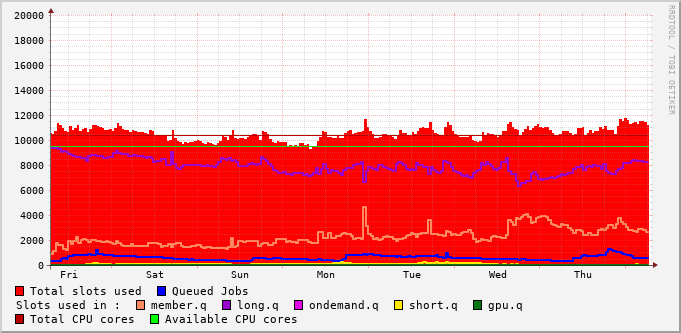 20000
18000
16000
14000
12000
10000
8000
6000
4000
2000
0
Fri Sat Sun Mon Tue Wed Thu
Total slots used Queued Jobs
Slots used in : member.q long.q ondemand.q short.q gpu.q
Total CPU cores Available CPU cores
RRDTOOL / TOBI OETIKER